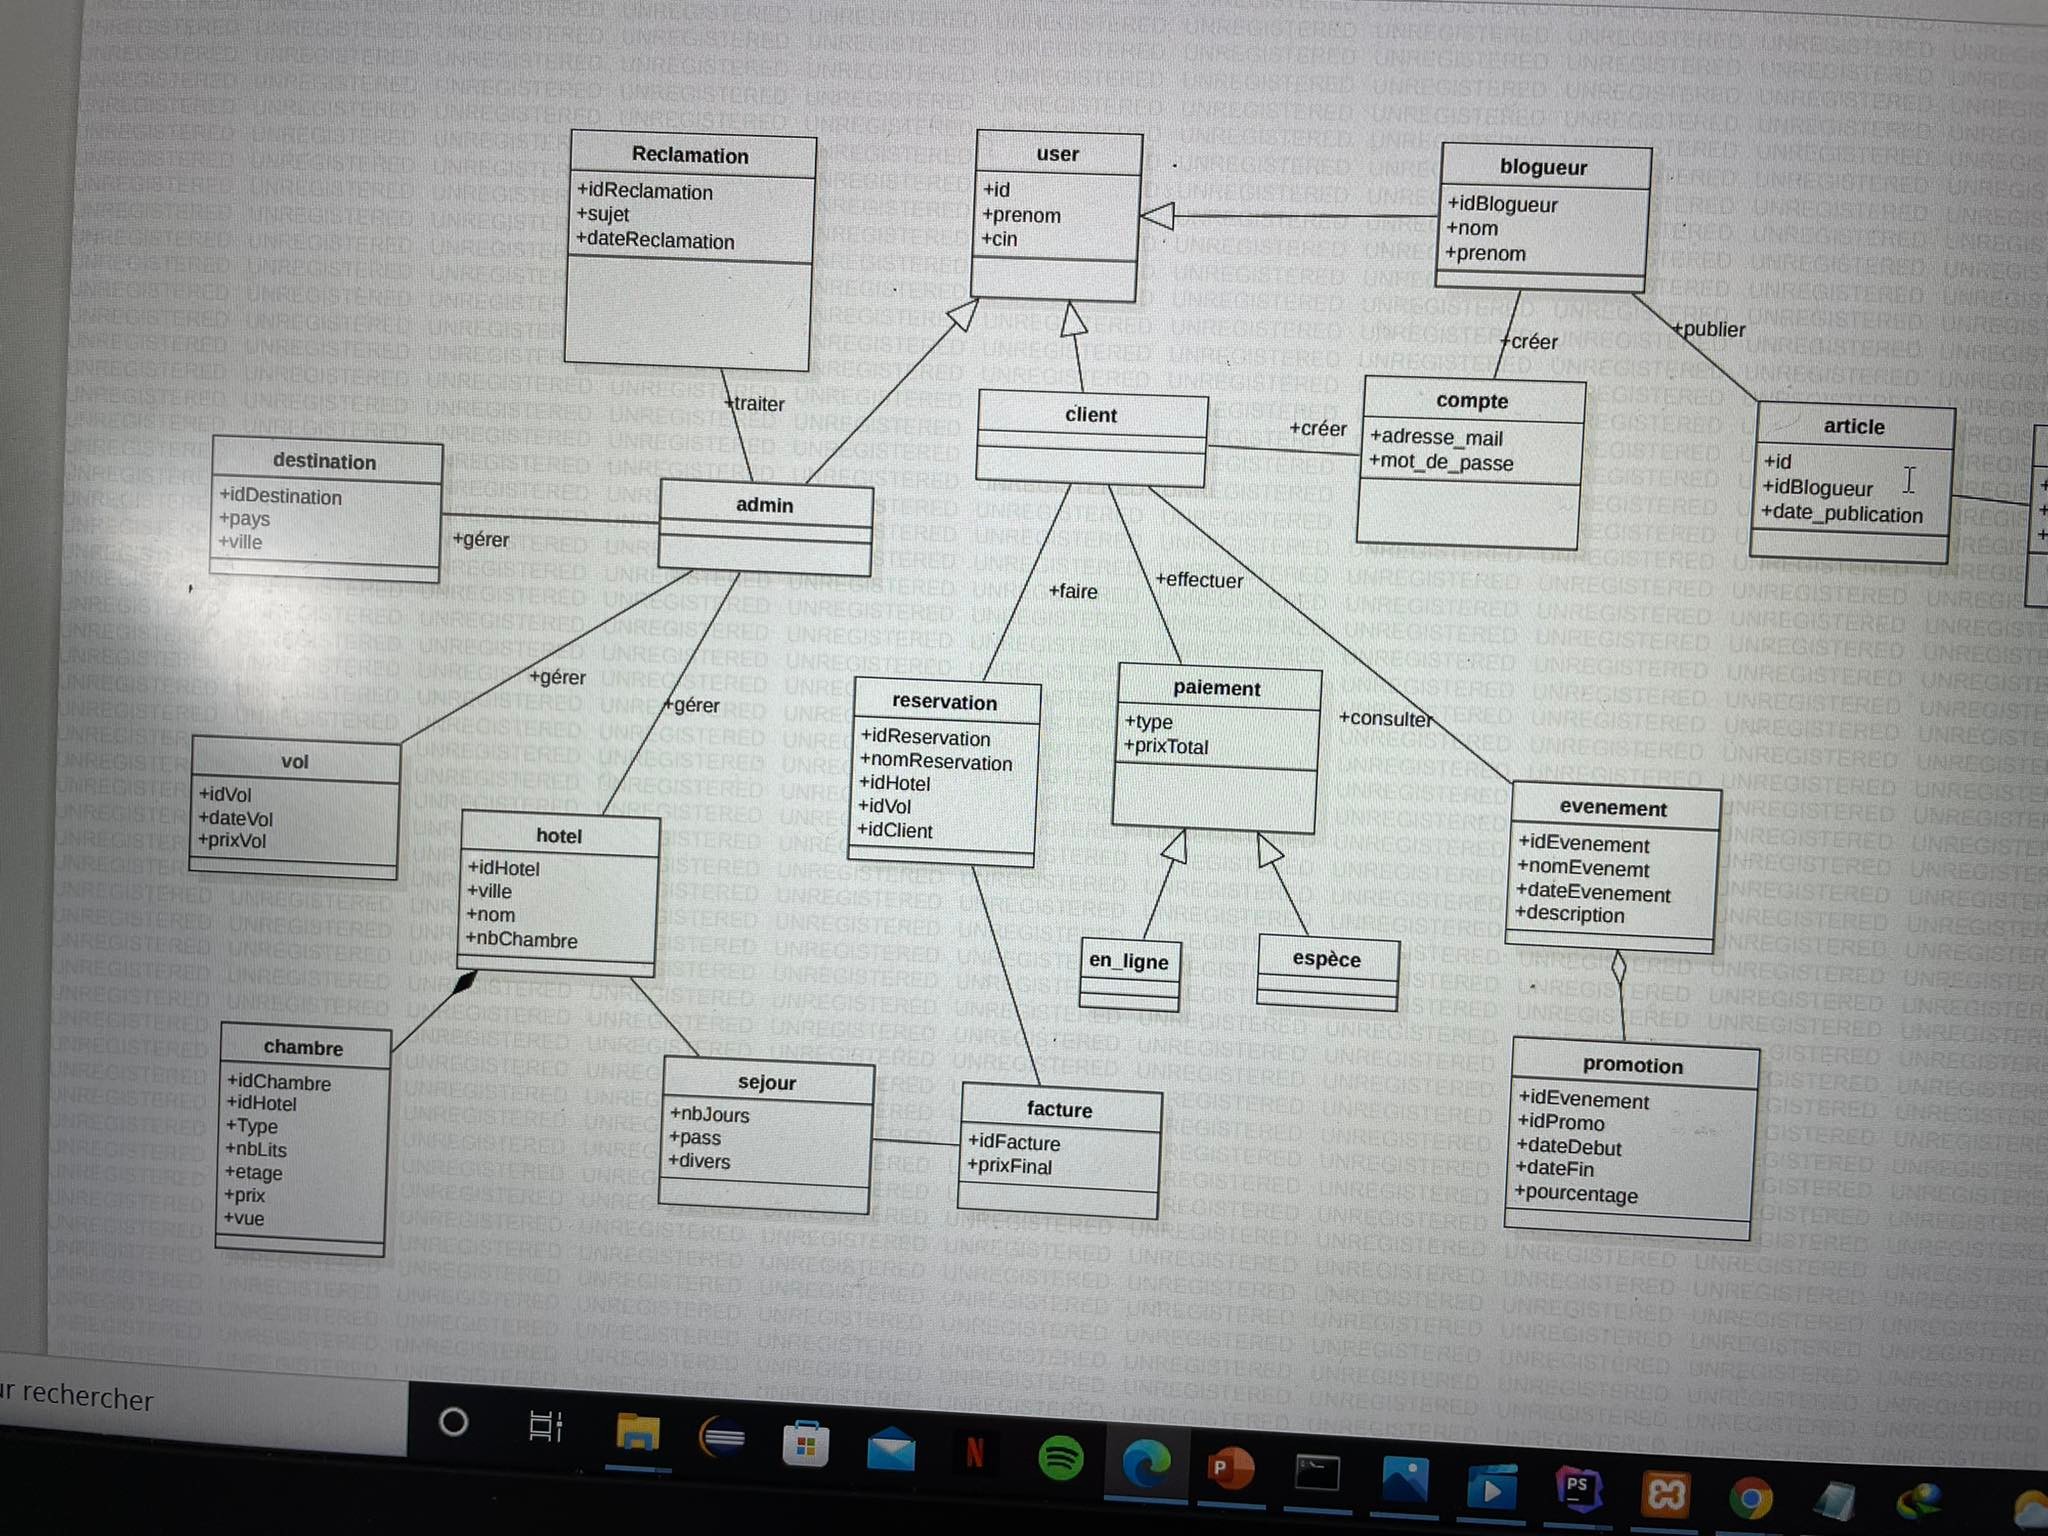 Reclamation
+idReclamation
+sujet
+dateReclamation
user
+id
+prenom
+cin
blogueur
+idBlogueur
+nom
+prenom
+traiter
+créer
+publier
destination
+idDestination
+pays
+ville
+gérer
admin
client
+créer
compte
+adresse_mail
+mot_de_passe
article
+id
+idBlogueur
+date_publication
+faire
+effectuer
+consulter
+gérer
+gérer
vol
+idVol
+dateVol
+prixVol
hotel
+idHotel
+ville
+nom
+nbChambre
reservation
+idReservation
+nomReservation
+idHotel
+idVol
+idClient
paiement
+type
+prixTotal
en_ligne
espèce
evenement
+idEvenement
+nomEvenemt
+dateEvenement
+description
chambre
+idChambre
+idHotel
+Type
+nbLits
+etage
+prix
+vue
sejour
+nbJours
+pass
+divers
facture
+idFacture
+prixFinal
promotion
+idEvenement
+idPromo
+dateDebut
+dateFin
+pourcentage
UNREGISTERED
rechercher
N
P
PS